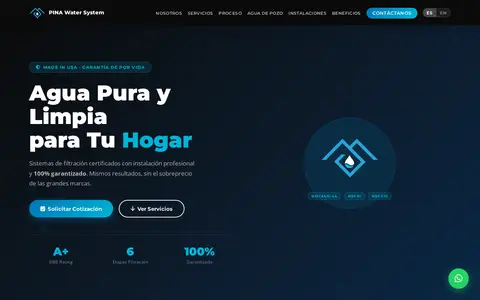 PINA Water System
NOSOTROS SERVICIOS PROCESO AGUA DE POZO INSTALACIONES BENEFICIOS CONTÁCTANOS ES EN
MADE IN USA · GARANTÍA DE POR VIDA
Agua Pura y
Limpia
para Tu Hogar
Sistemas de filtración certificados con instalación profesional
y 100% garantizado. Mismos resultados, sin el sobreprecio
de las grandes marcas.
Solicitar Cotización
Ver Servicios
A+
BBB Rating
6
Etapas Filtración
100%
Garantizado